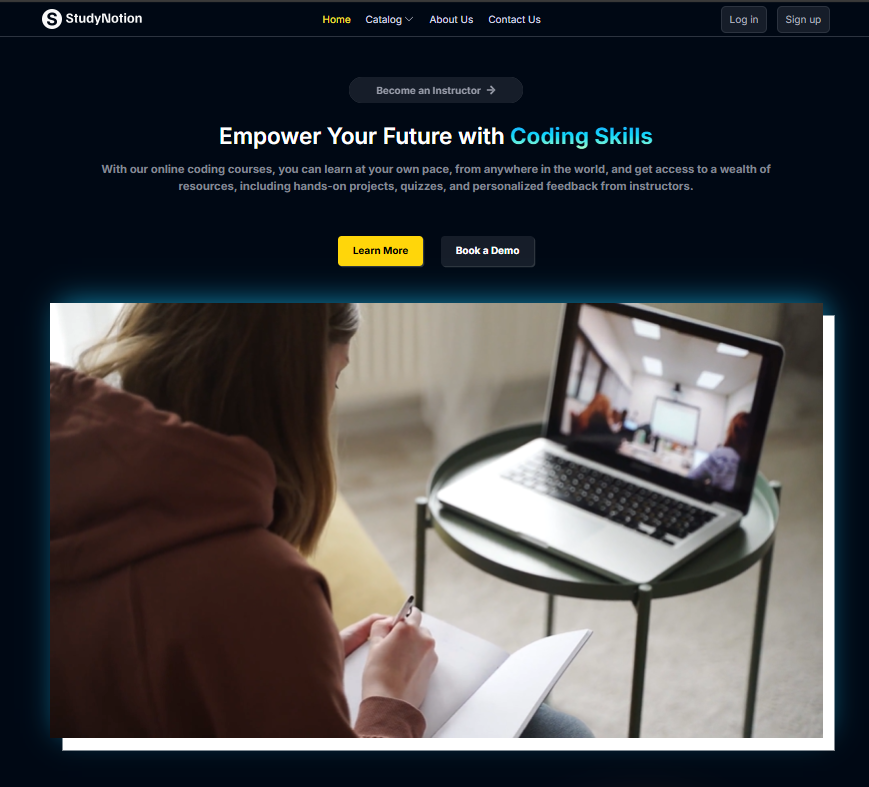 StudyNotion
Home Catalog About Us Contact Us
Log in Sign up
Become an Instructor
Empower Your Future with Coding Skills
With our online coding courses, you can learn at your own pace, from anywhere in the world, and get access to a wealth of
resources, including hands-on projects, quizzes, and personalized feedback from instructors.
Learn More Book a Demo